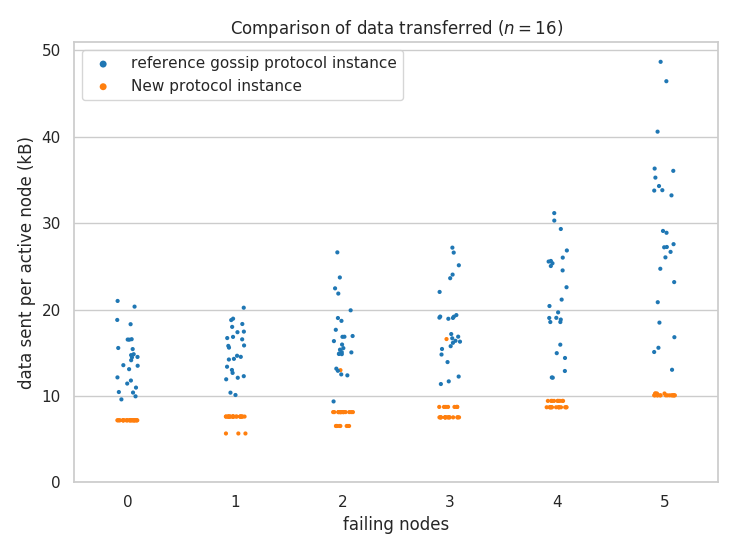 Comparison of data transferred (n = 16)
reference gossip protocol instance
New protocol instance
data sent per active node (kB)
50
40
30
20
10
0
0 1 2 3 4 5
failing nodes